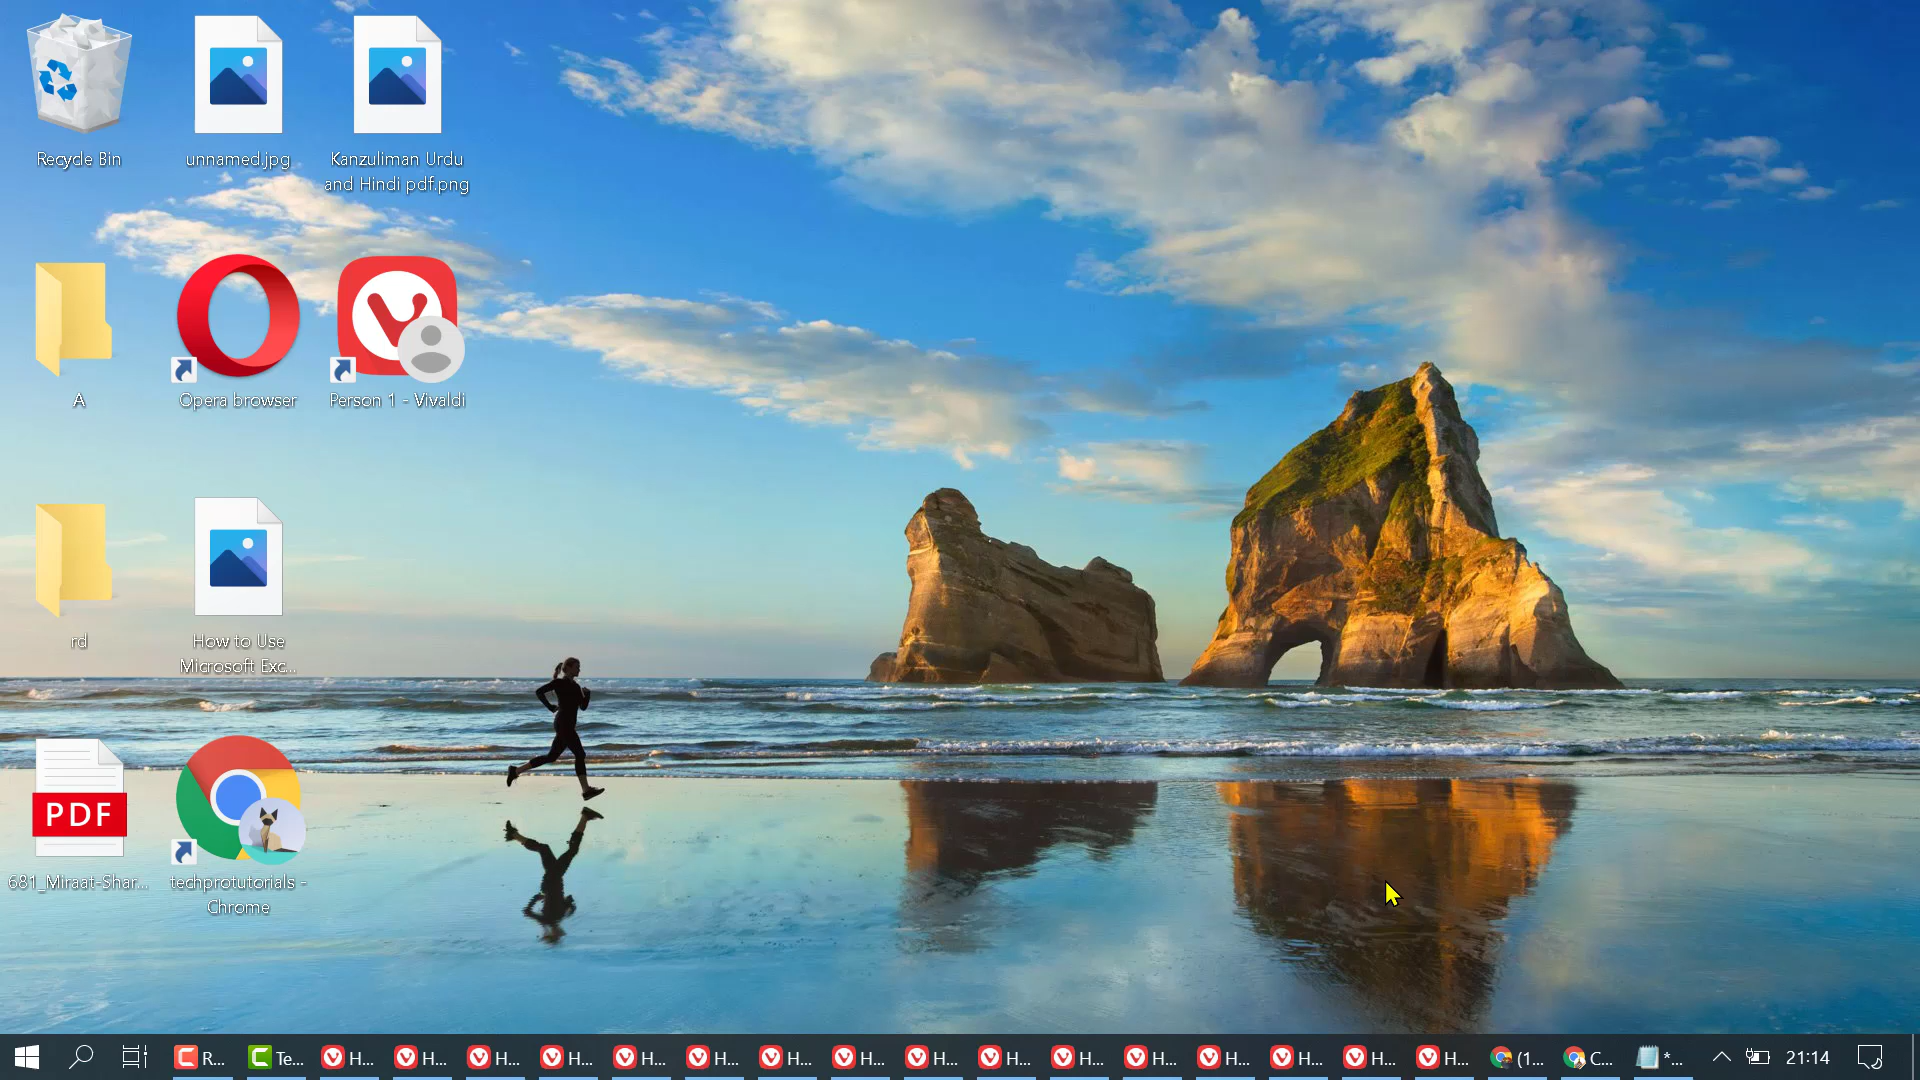 Recycle Bin
unnamed.jpg
Kanzuliman Urdu
and Hindi pdf.png
A
Opera browser
Person 1 - Vivaldi
rd
How to Use
Microsoft Exc...
PDF
681_Miraat-Shar...
techprotutorials -
Chrome
R... Te... H... H... H... H... H... H... H... H... H... H... H... H... H... H... H... H... (1... C... *... 21:14